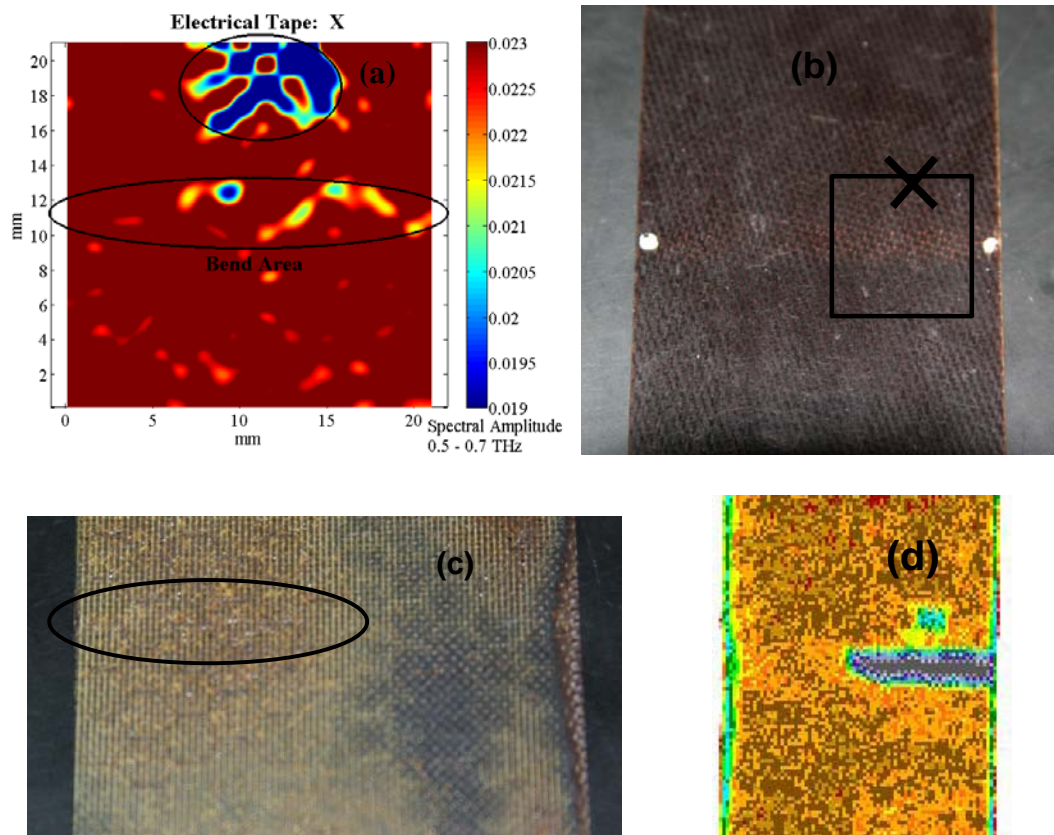 Electrical Tape: X
(a)
20
18
16
14
12
10
8
6
4
2
mm
Bend Area
0
5
10
15
20
mm
0.023
0.0225
0.022
0.0215
0.021
0.0205
0.02
0.0195
0.019
Spectral Amplitude
0.5 - 0.7 THz
(b)
(c)
(d)